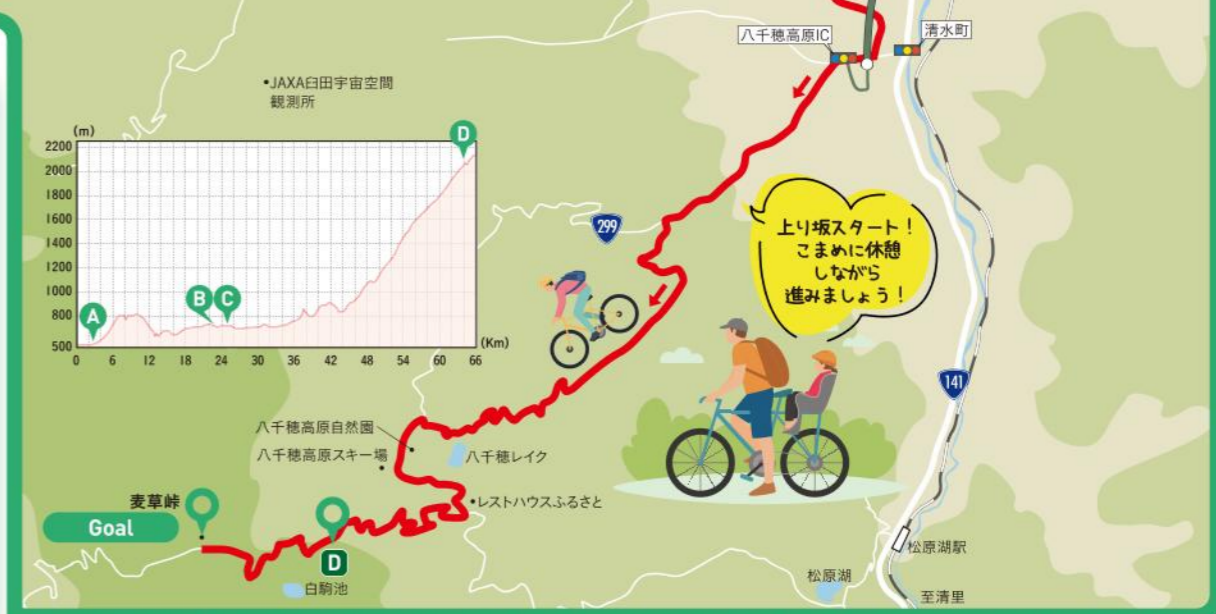 八千穂高原IC
清水町
•JAXA臼田宇宙空間
観測所
(m)
2200
2000
1800
1600
1400
1200
1000
800
500
0 6 12 18 24 30 36 42 48 54 60 66
(Km)
A
B
C
D
299
上り坂スタート!
こまめに休憩
しながら
進みましょう!
141
八千穂高原自然園
八千穂高原スキー場
八千穂レイク
•レストハウスふるさと
麦草峠
Goal
D
白駒池
松原湖駅
松原湖
至清里